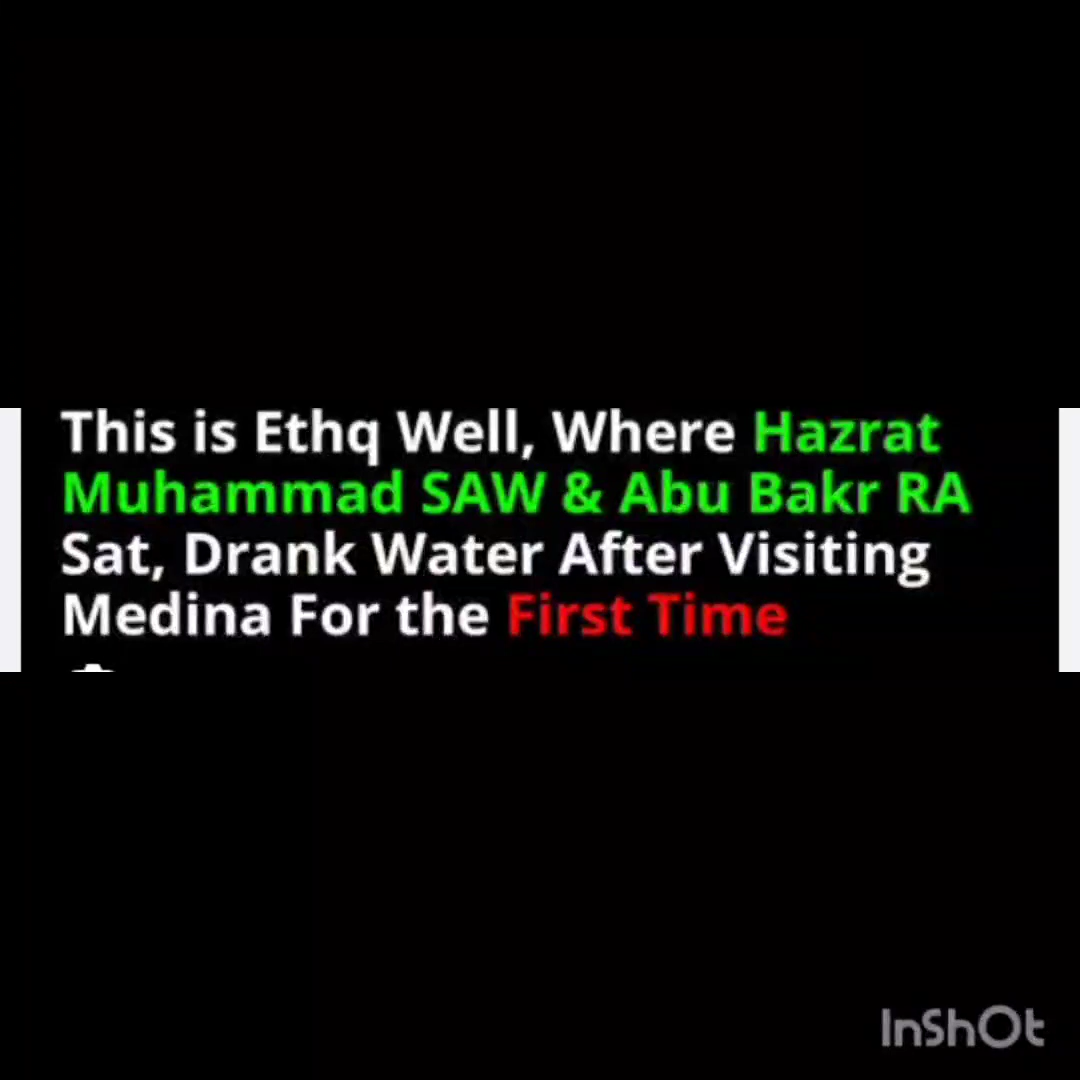 This is Ethq Well, Where Hazrat
Muhammad SAW & Abu Bakr RA
Sat, Drank Water After Visiting
Medina For the First Time
InShOt